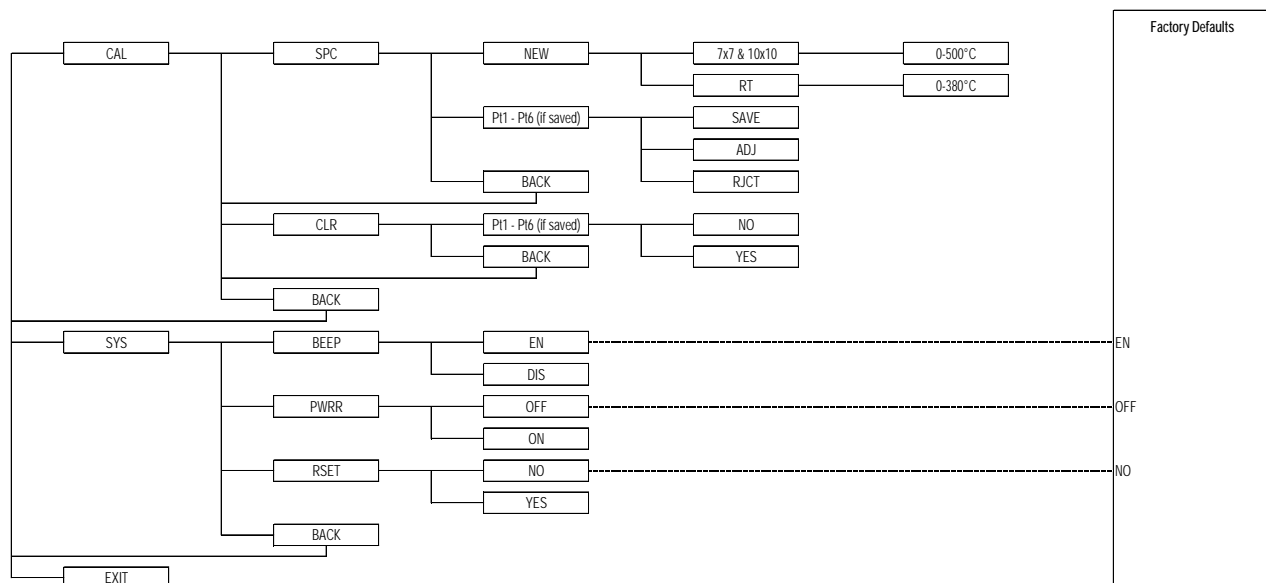 Factory Defaults
CAL SPC NEW 7x7 & 10x10 0-500°C
RT 0-380°C
Pt1 - Pt6 (if saved) SAVE
ADJ
BACK RJCT
CLR Pt1 - Pt6 (if saved) NO
BACK YES
BACK
SYS BEEP EN EN
DIS
PWRR OFF OFF
ON
RSET NO NO
YES
BACK
EXIT